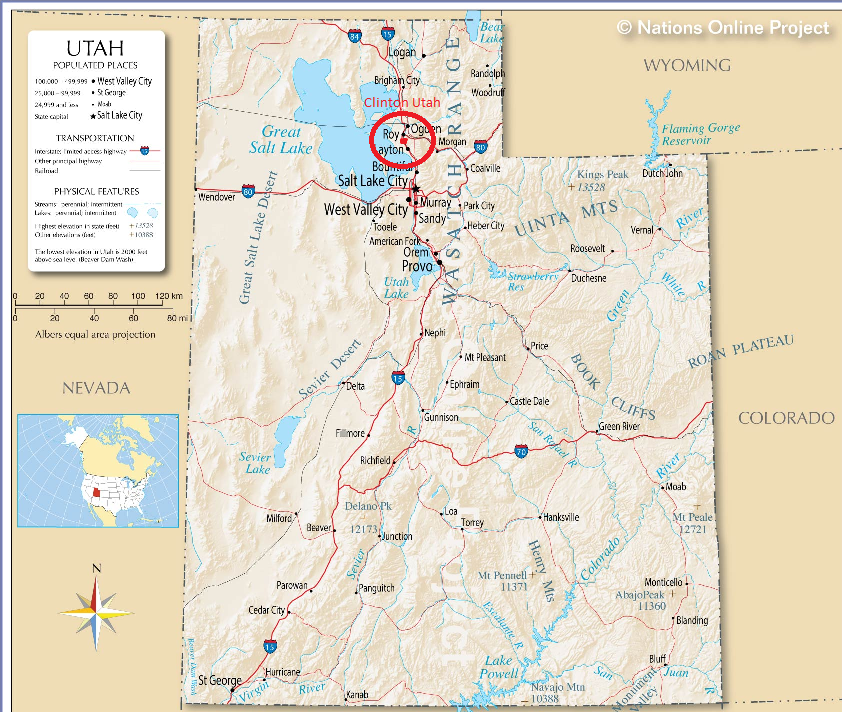 © Nations Online Project
UTAH
POPULATED PLACES
100,000 - 499,999 • West Valley City
25,000 – 99,999 • St George
24,999 and less • Moab
State capital ★ Salt Lake City
TRANSPORTATION
Interstate; limited access highway 15
Other principal highway
Railroad
PHYSICAL FEATURES
Streams: perennial; intermittent
Lakes: perennial; intermittent
Highest elevation in state (feet) +13528
Other elevations (feet) +10388
The lowest elevation in Utah is 2000 feet
above sea level (Beaver Dam Wash)
0 20 40 60 80 100 120 km
0 20 40 60 80 mi
Albers equal area projection
NEVADA
N
WYOMING
COLORADO
84
15
Logan
Bear
Lake
Randolph
Woodruff
Brigham City
Clinton Utah
Great
Salt Lake
Roy
Ogden
Morgan
80
ayton
Bountiful
Coalville
Salt Lake City
80
Wendover
West Valley City
Murray
Park City
Sandy
Tooele
Heber City
American Fork
Orem
Provo
Utah
Lake
WASATCH RANGE
Great Salt Lake Desert
Flaming Gorge
Reservoir
Dutch John
Kings Peak
+ 13528
UINTA MTS
Vernal
River
Roosevelt
Strawberry
Res
Duchesne
Green
White R
Nephi
Price
Mt Pleasant
ROAN PLATEAU
BOOK CLIFFS
Sevier Desert
15
Delta
Ephraim
Castle Dale
Gunnison
Green River
Fillmore
R
San Rafael R
70
Sevier
Lake
Richfield
River
Moab
Delano Pk
12173
Loa
Torrey
Hanksville
Milford
Beaver
Junction
Mt Peale
12721
Sevier
Henry Mts
Colorado
Mt Pennell +
11371
Parowan
Panguitch
Monticello
Abajo Peak +
11360
Cedar City
Escalante R
Blanding
15
Bluff
Lake
Powell
San Juan R
Hurricane
St George
Virgin River
Kanab
Navajo Mtn
10388
Monument
Valley